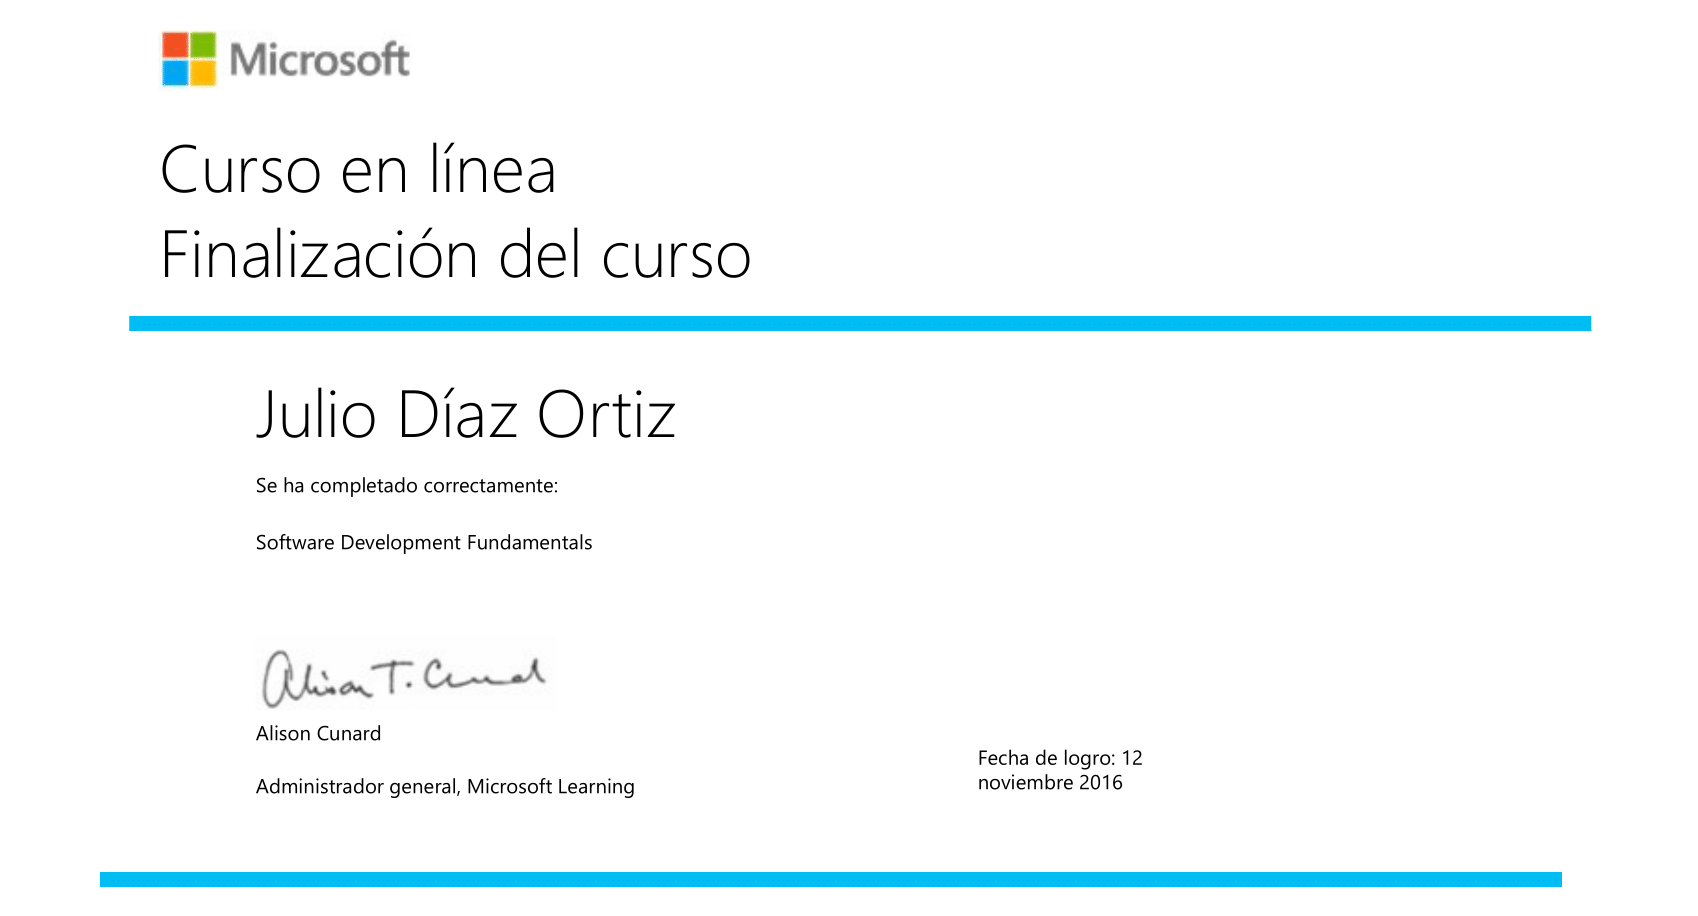 Microsoft
Curso en línea
Finalización del curso
Julio Díaz Ortiz
Se ha completado correctamente:
Software Development Fundamentals
Alison T. Cunard
Alison Cunard
Administrador general, Microsoft Learning
Fecha de logro: 12
noviembre 2016